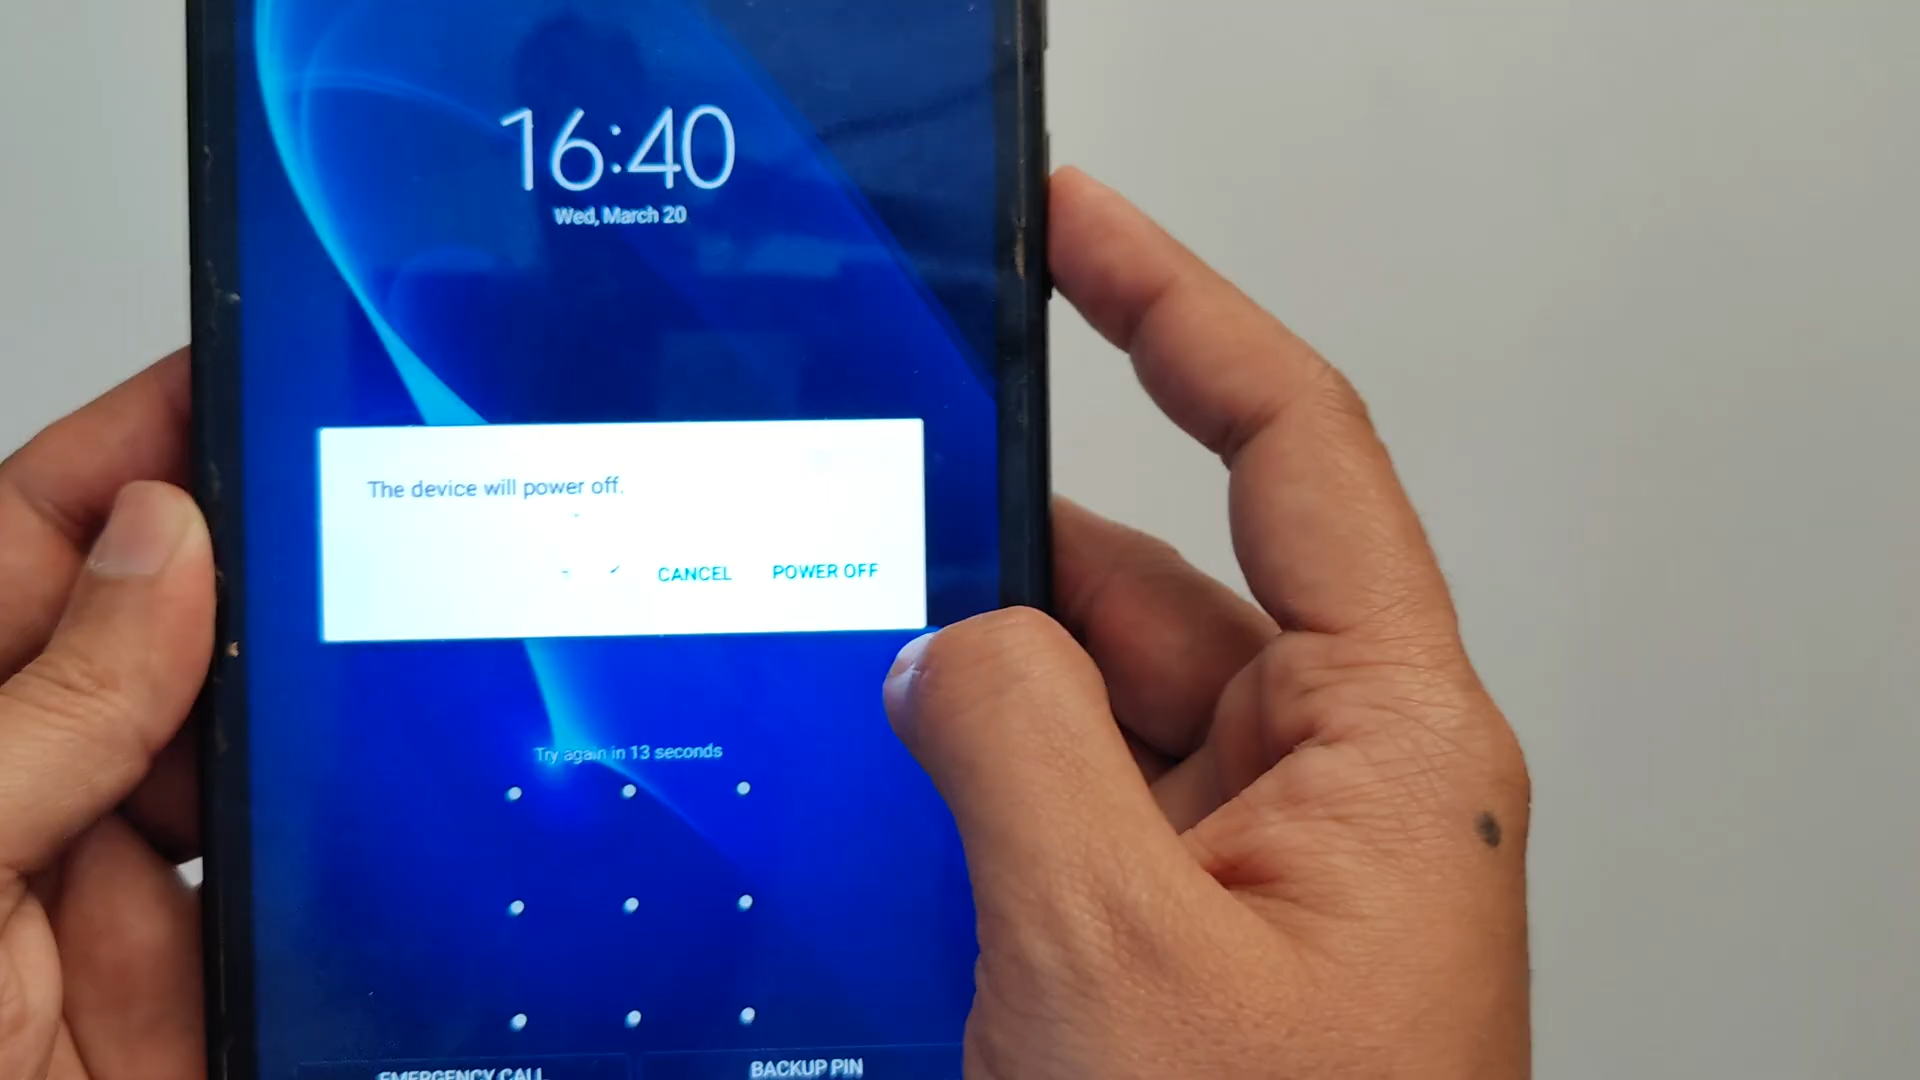 16:40
Wed, March 20
The device will power off.
CANCEL POWER OFF
Try again in 13 seconds
EMERGENCY CALL BACKUP PIN